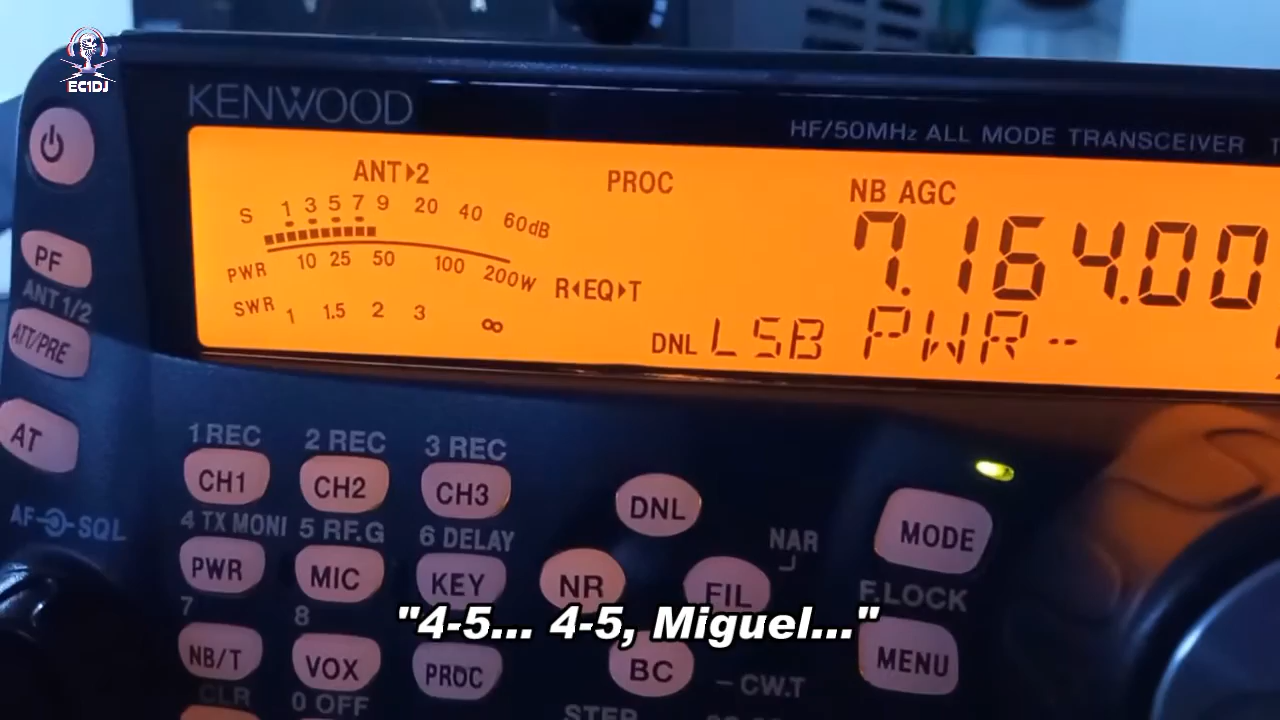 EC1DJ
KENWOOD
HF/50MHz ALL MODE TRANSCEIVER
ANT▶2
PROC
NB AGC
S 1 3 5 7 9 20 40 60dB
7.164.00
PWR 10 25 50 100 200W
R◀EQ▶T
SWR 1 1.5 2 3 ∞
DNL LSB PWR--
PF
ANT 1/2
ATT/PRE
AT
AF SQL
1 REC 2 REC 3 REC
CH1 CH2 CH3
DNL
4 TX MONI 5 RF.G 6 DELAY
NAR
MODE
PWR MIC KEY
NR FIL
F.LOCK
7 8
"4-5... 4-5, Miguel..."
NB/T VOX PROC
BC
MENU
CLR 0 OFF
- CW.T
STEP